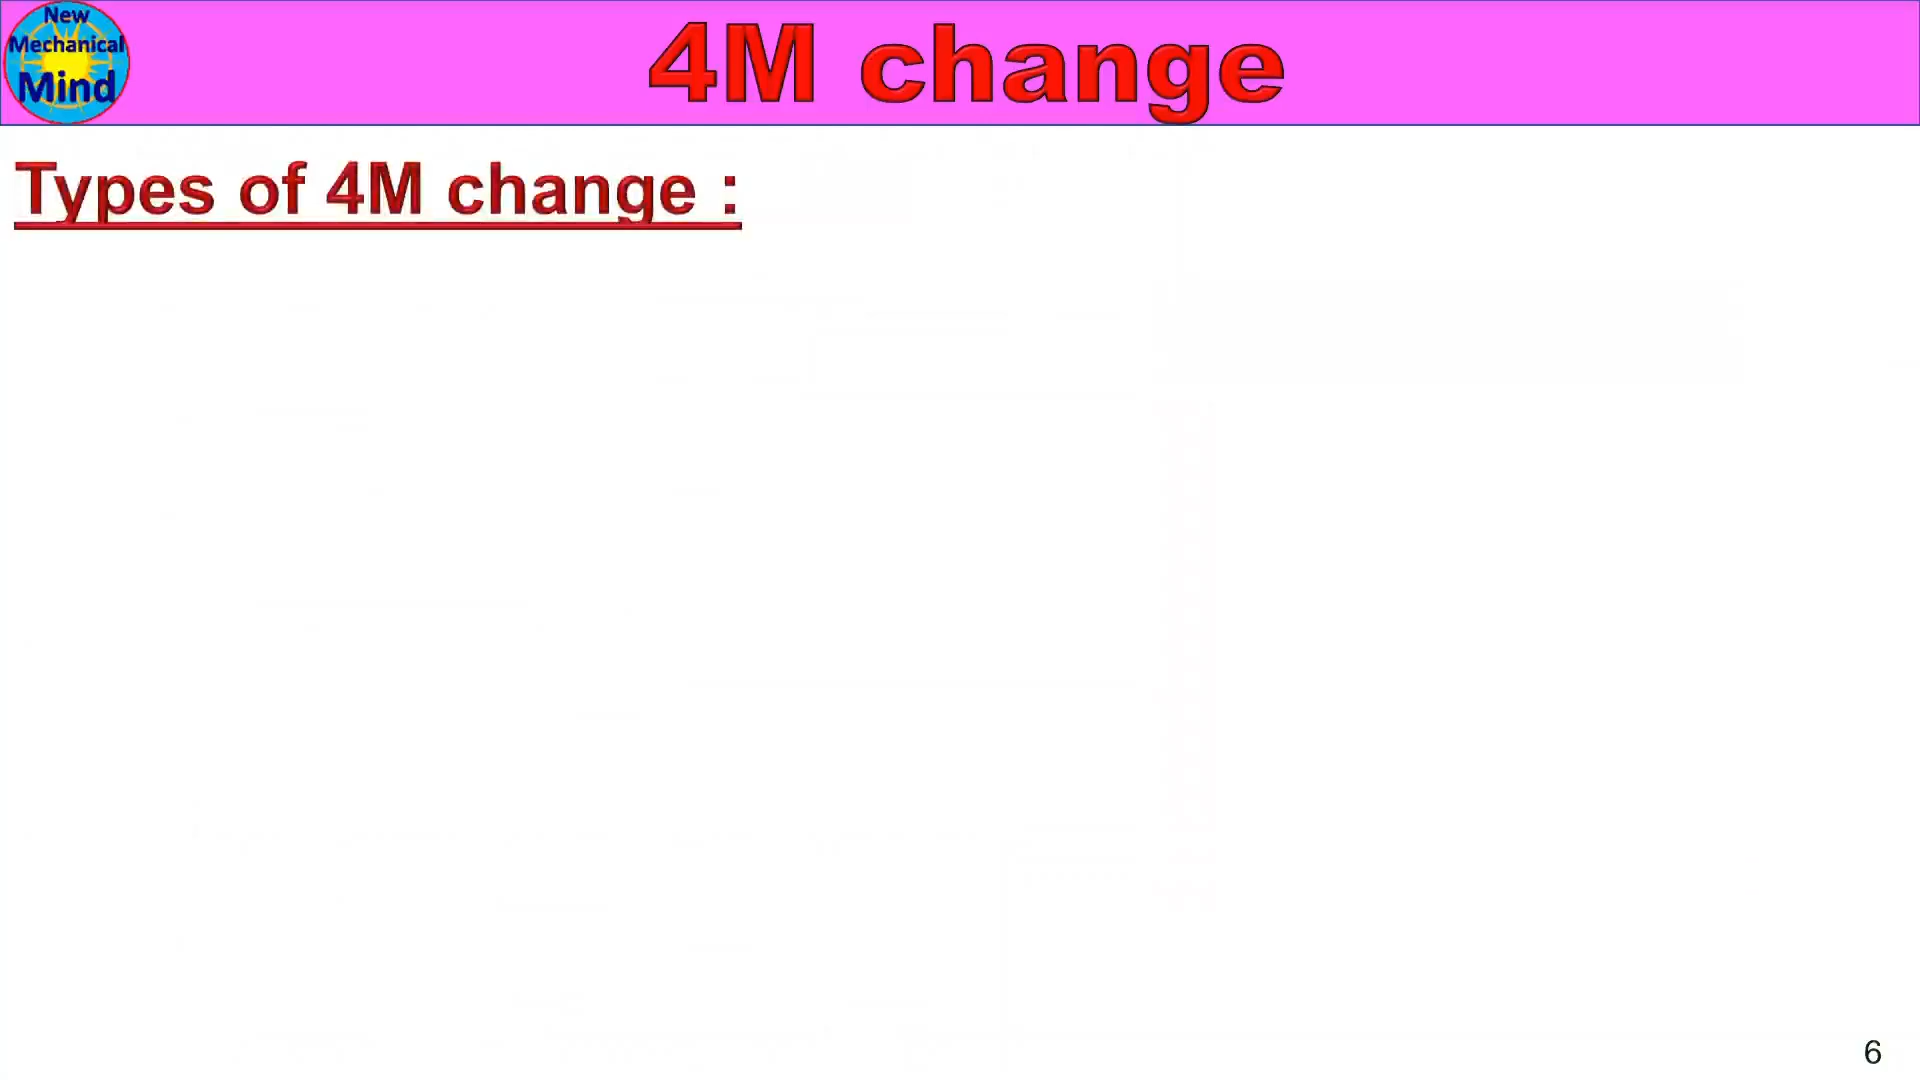 New
Mechanical
Mind
4M change
Types of 4M change :
6